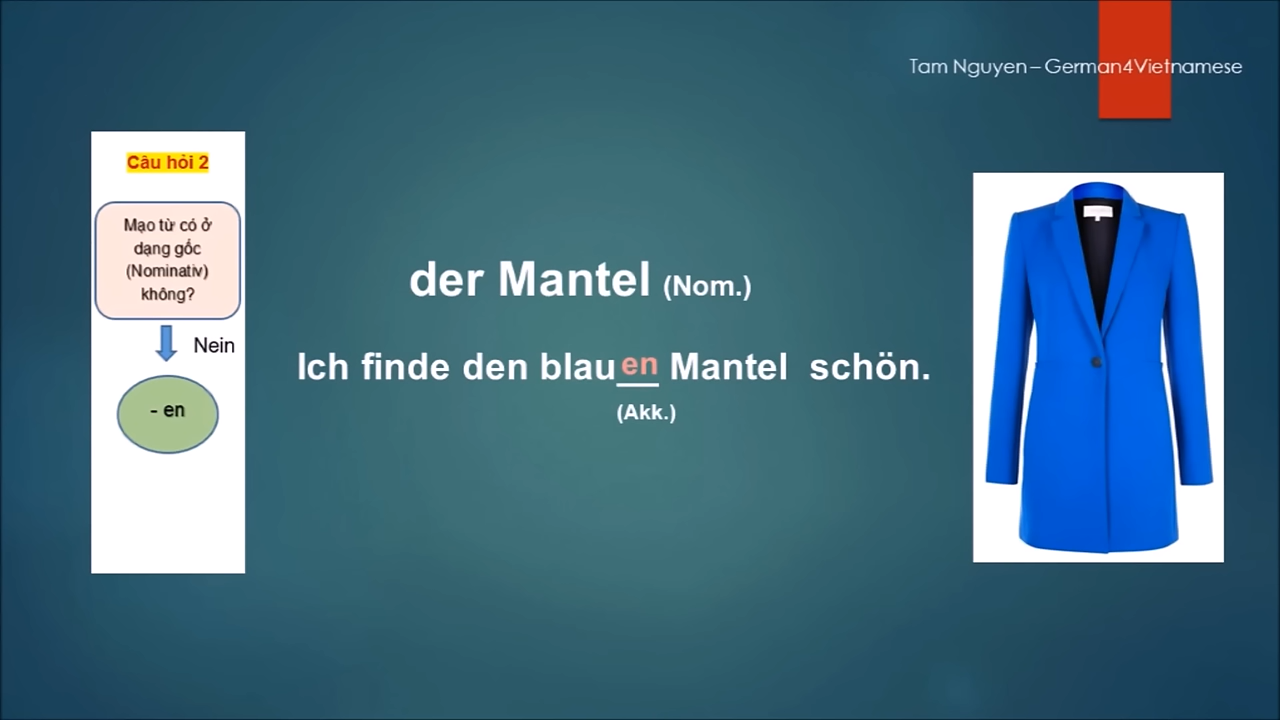 Tam Nguyen – German4Vietnamese
Câu hỏi 2
Mạo từ có ở
dạng gốc
(Nominativ)
không?
Nein
- en
der Mantel (Nom.)
Ich finde den blauen Mantel schön.
(Akk.)